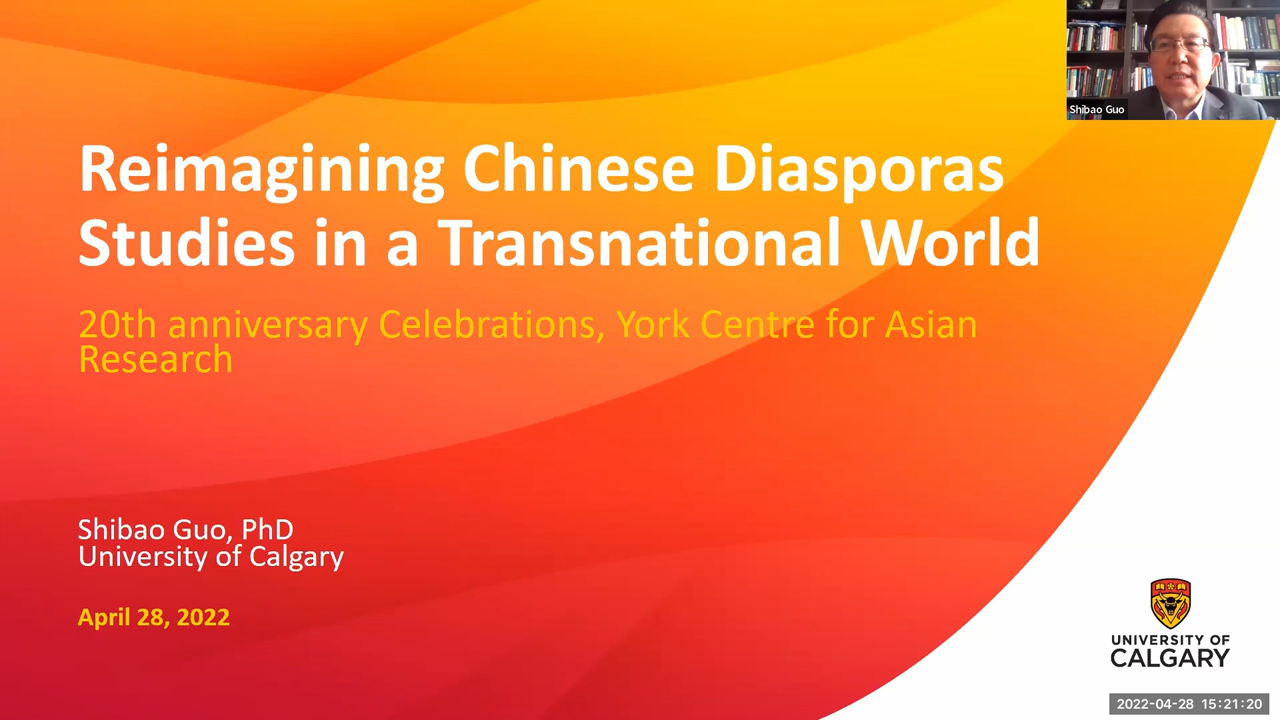 Shibao Guo
Reimagining Chinese Diasporas
Studies in a Transnational World
20th anniversary Celebrations, York Centre for Asian
Research
Shibao Guo, PhD
University of Calgary
April 28, 2022
UNIVERSITY OF
CALGARY
2022-04-28 15:21:20